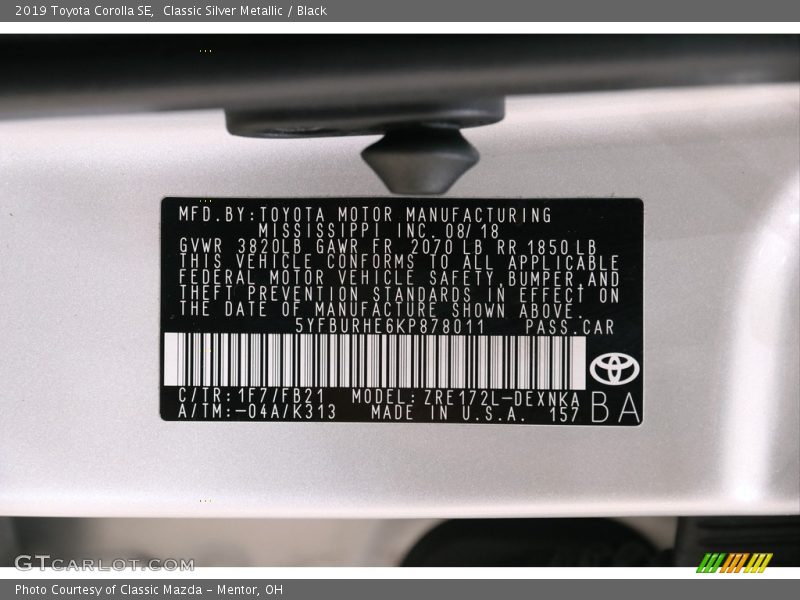 2019 Toyota Corolla SE, Classic Silver Metallic / Black
MFD.BY:TOYOTA MOTOR MANUFACTURING
MISSISSIPPI INC. 08/18
GVWR 3820LB GAWR FR 2070 LB RR 1850 LB
THIS VEHICLE CONFORMS TO ALL APPLICABLE
FEDERAL MOTOR VEHICLE SAFETY,BUMPER,AND
THEFT PREVENTION STANDARDS IN EFFECT ON
THE DATE OF MANUFACTURE SHOWN ABOVE.
5YFBURHE6KP878011 PASS.CAR
C/TR:1F7/FB21 MODEL:ZRE172L-DEXNKA
A/TM:-04A/K313 MADE IN U.S.A. 157 BA
GTCARLOT.COM
Photo Courtesy of Classic Mazda - Mentor, OH